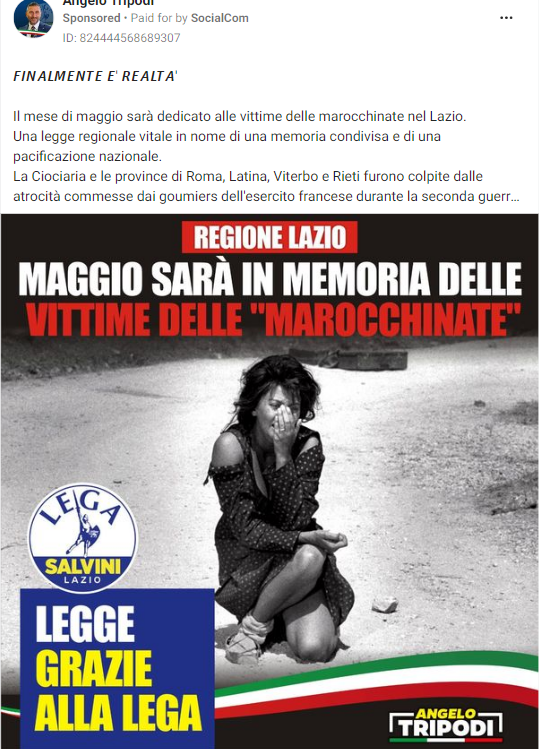 Angelo Tripodi
Sponsored • Paid for by SocialCom
ID: 824444568689307
FINALMENTE E' REALTA'
Il mese di maggio sarà dedicato alle vittime delle marocchinate nel Lazio.
Una legge regionale vitale in nome di una memoria condivisa e di una
pacificazione nazionale.
La Ciociaria e le province di Roma, Latina, Viterbo e Rieti furono colpite dalle
atrocità commesse dai goumiers dell'esercito francese durante la seconda guerr...
REGIONE LAZIO
MAGGIO SARÀ IN MEMORIA DELLE
VITTIME DELLE "MAROCCHINATE"
LEGA
SALVINI
LAZIO
LEGGE
GRAZIE
ALLA LEGA
ANGELO
TRIPODI